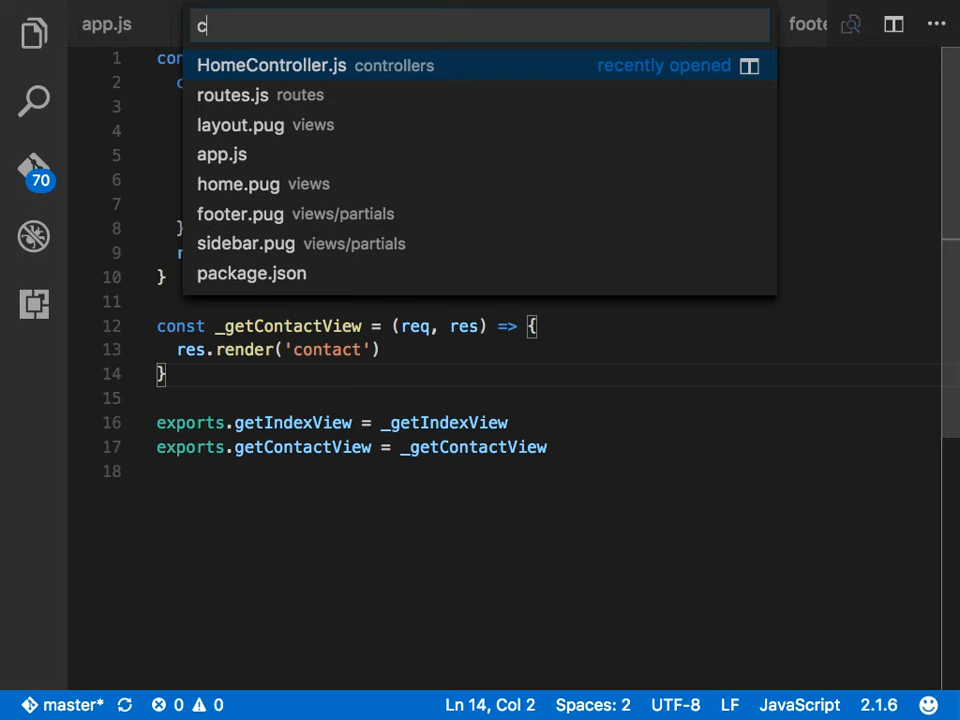 app.js
c
foote
HomeController.js controllers recently opened
routes.js routes
layout.pug views
app.js
home.pug views
footer.pug views/partials
sidebar.pug views/partials
package.json
1 con
2 c
3
4
5
6
7
8 }
9 r
10 }
11
12 const _getContactView = (req, res) => {
13 res.render('contact')
14 }
15
16 exports.getIndexView = _getIndexView
17 exports.getContactView = _getContactView
18
70
master* 0 0 Ln 14, Col 2 Spaces: 2 UTF-8 LF JavaScript 2.1.6